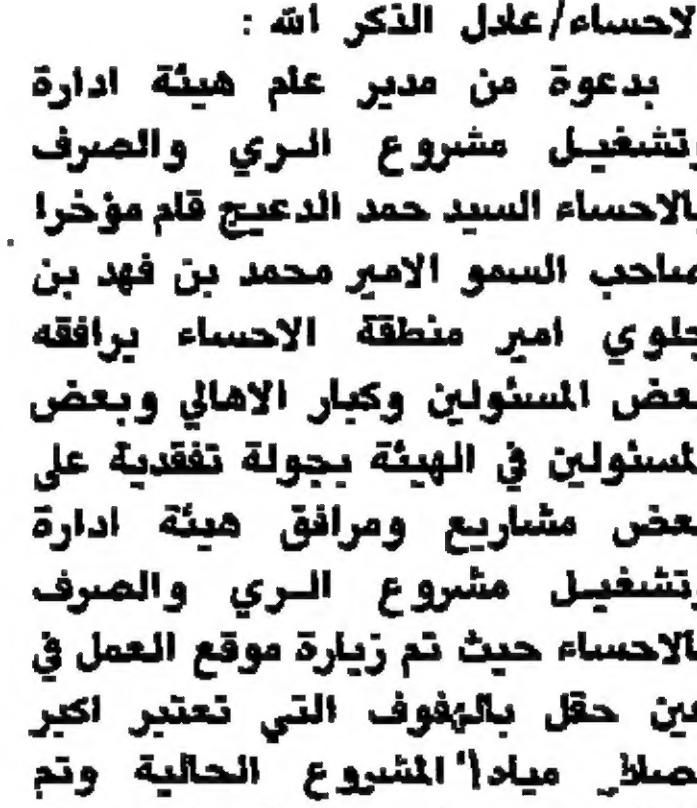 الاحساء/عادل الذكر الله :
بدعوة من مدير عام هيئة ادارة
وتشغيل مشروع الري والصرف
بالاحساء السيد حمد الدعيج قام مؤخرا
صاحب السمو الامير محمد بن فهد بن
جلوي امير منطقة الاحساء يرافقه
بعض المسئولين وكبار الاهالي وبعض
المسئولين في الهيئة بجولة تفقدية على
بعض مشاريع ومرافق هيئة ادارة
وتشغيل مشروع الري والصرف
بالاحساء حيث تم زيارة موقع العمل في
عين حقل بالهفوف التي تعتبر اكبر
المشروع الحالية وتم